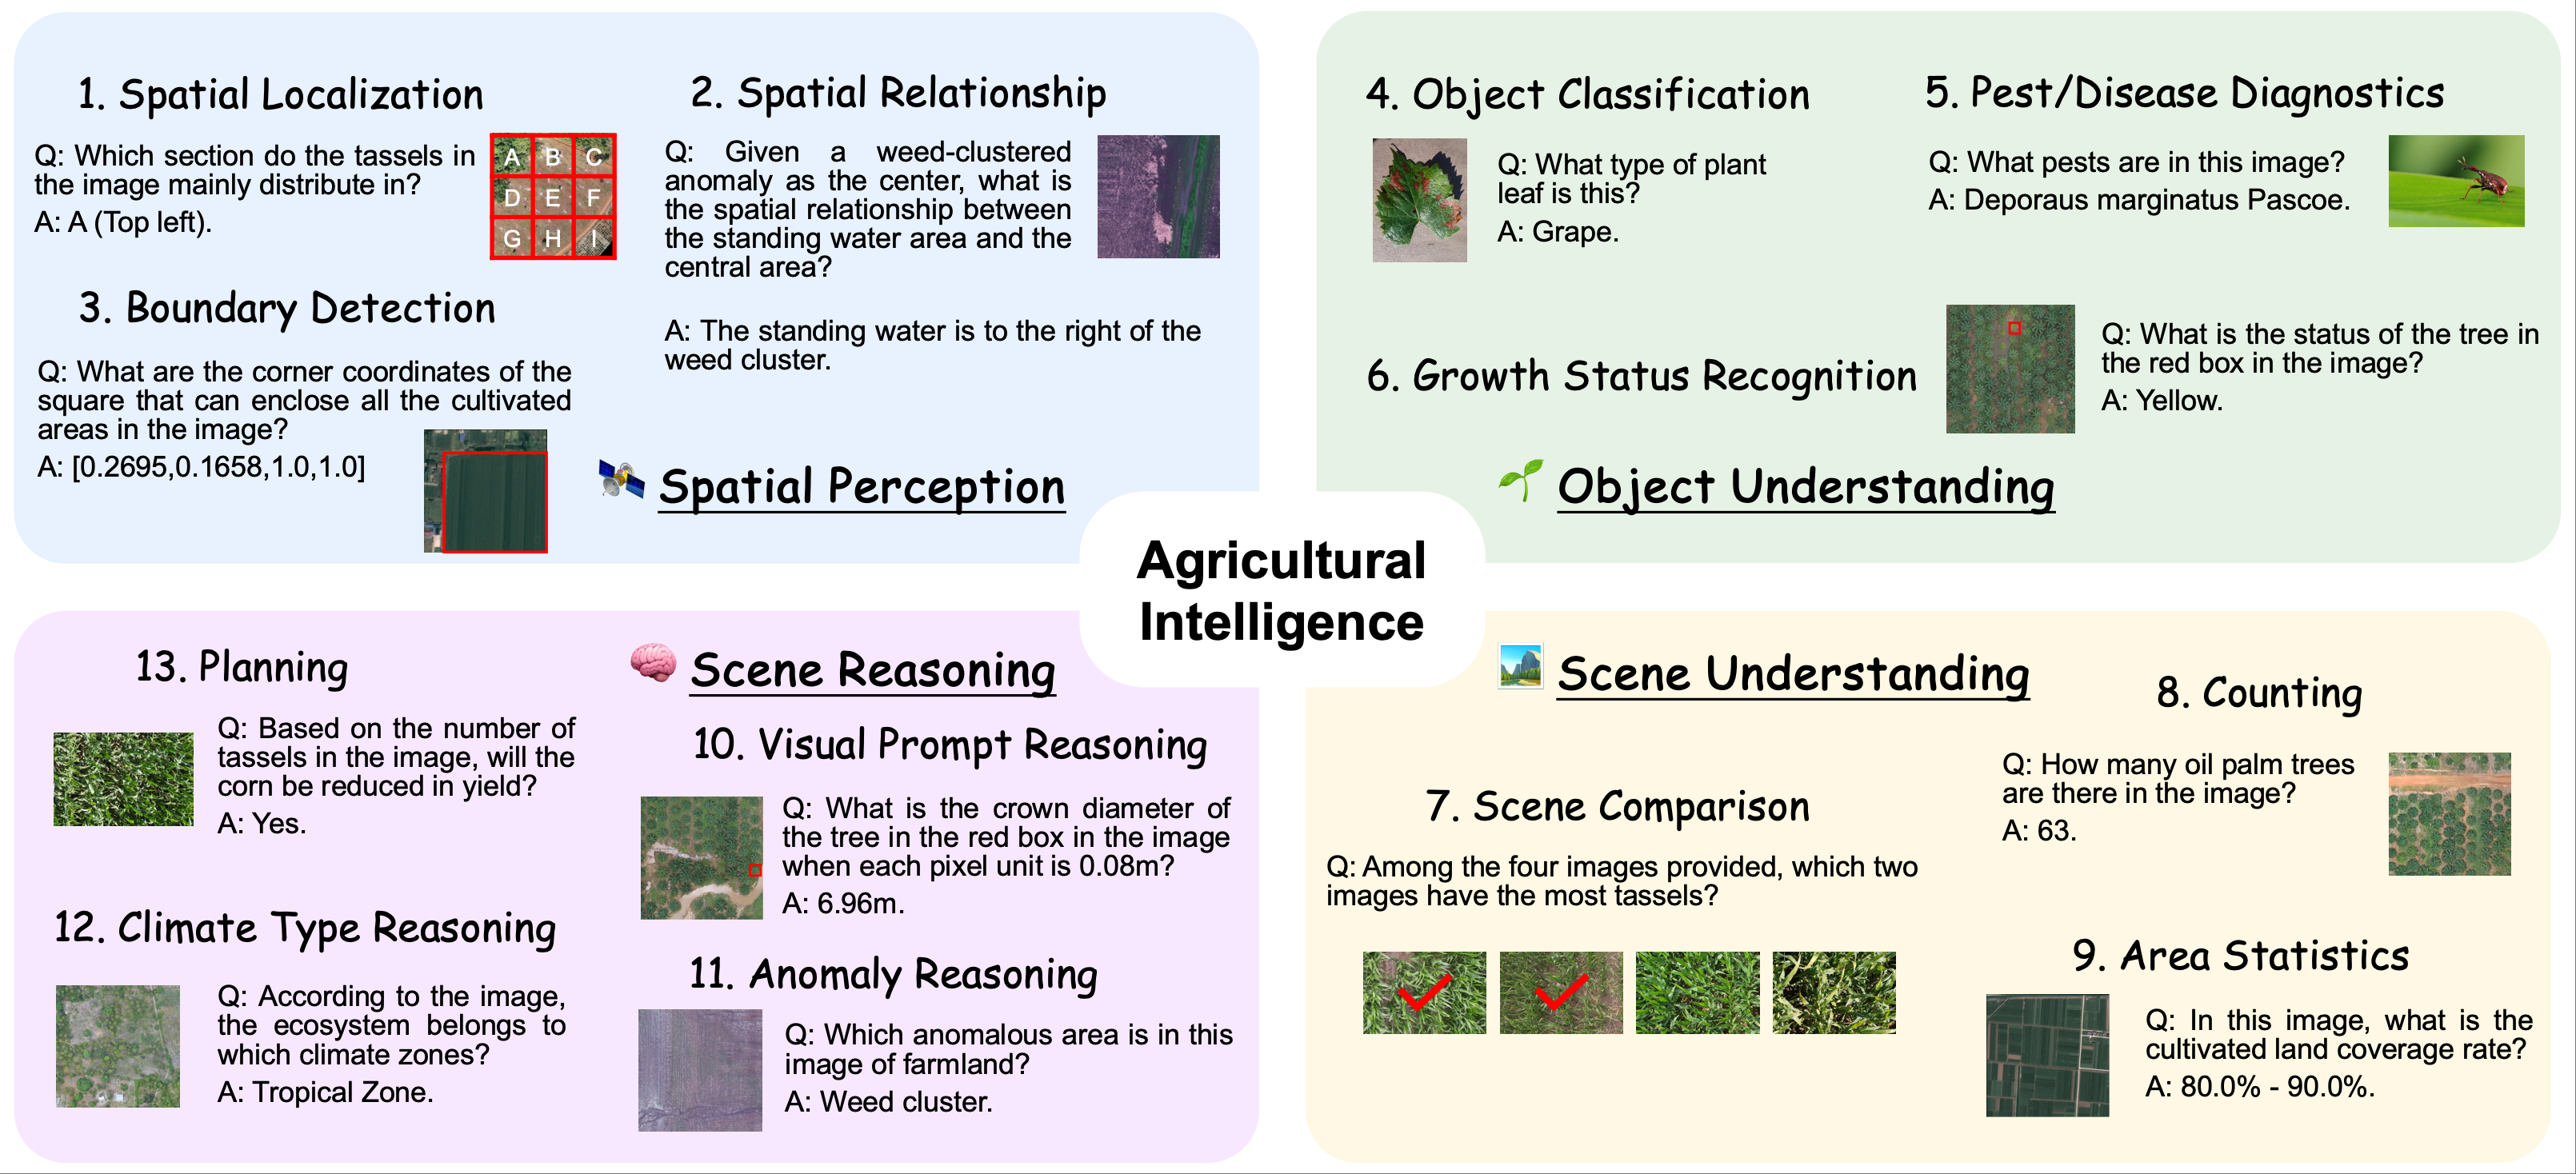 1. Spatial Localization
Q: Which section do the tassels in
the image mainly distribute in?
A: A (Top left).
A B C
D E F
G H I
2. Spatial Relationship
Q: Given a weed-clustered
anomaly as the center, what is
the spatial relationship between
the standing water area and the
central area?
A: The standing water is to the right of the
weed cluster.
3. Boundary Detection
Q: What are the corner coordinates of the
square that can enclose all the cultivated
areas in the image?
A: [0.2695,0.1658,1.0,1.0]
Spatial Perception
4. Object Classification
Q: What type of plant
leaf is this?
A: Grape.
5. Pest/Disease Diagnostics
Q: What pests are in this image?
A: Deporaus marginatus Pascoe.
6. Growth Status Recognition
Q: What is the status of the tree in
the red box in the image?
A: Yellow.
Object Understanding
Agricultural
Intelligence
13. Planning
Q: Based on the number of
tassels in the image, will the
corn be reduced in yield?
A: Yes.
Scene Reasoning
10. Visual Prompt Reasoning
Q: What is the crown diameter of
the tree in the red box in the image
when each pixel unit is 0.08m?
A: 6.96m.
12. Climate Type Reasoning
Q: According to the image,
the ecosystem belongs to
which climate zones?
A: Tropical Zone.
11. Anomaly Reasoning
Q: Which anomalous area is in this
image of farmland?
A: Weed cluster.
Scene Understanding
7. Scene Comparison
Q: Among the four images provided, which two
images have the most tassels?
8. Counting
Q: How many oil palm trees
are there in the image?
A: 63.
9. Area Statistics
Q: In this image, what is the
cultivated land coverage rate?
A: 80.0% - 90.0%.